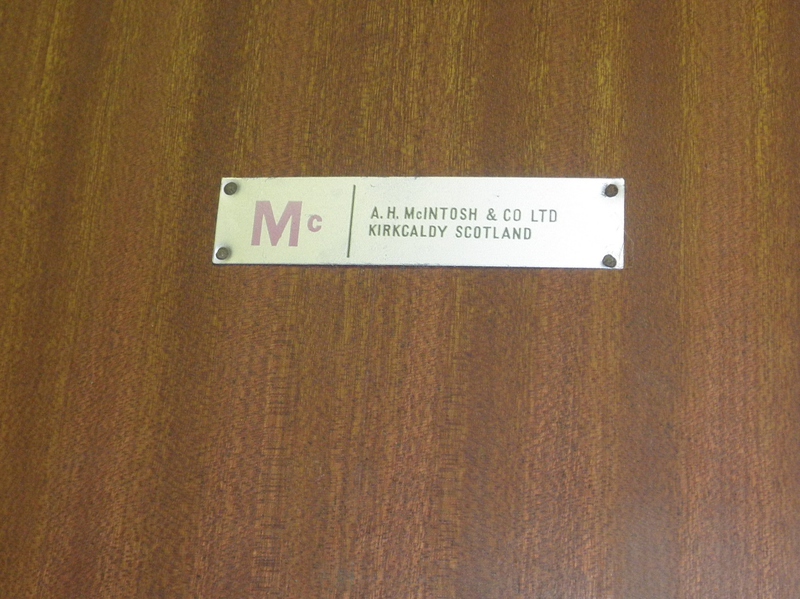 Mc
A. H. McINTOSH & CO LTD
KIRKCALDY SCOTLAND